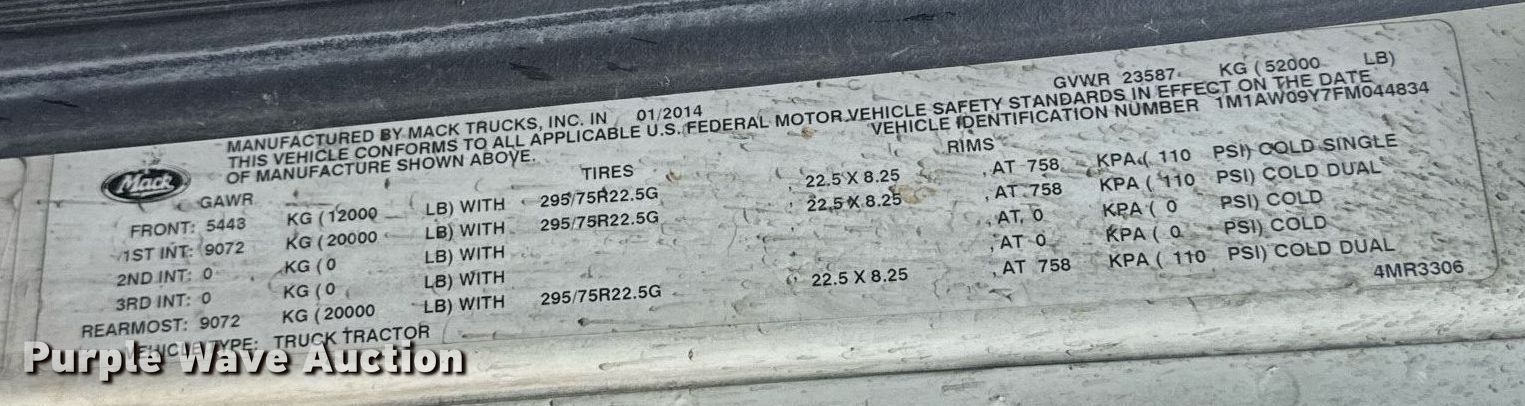 GVWR 23587 KG (52000 LB)
MANUFACTURED BY MACK TRUCKS, INC. IN 01/2014
THIS VEHICLE CONFORMS TO ALL APPLICABLE U.S. FEDERAL MOTOR VEHICLE SAFETY STANDARDS IN EFFECT ON THE DATE
OF MANUFACTURE SHOWN ABOVE. VEHICLE IDENTIFICATION NUMBER 1M1AW09Y7FM044834
Mack
GAWR TIRES RIMS
FRONT: 5443 KG (12000 LB) WITH 295/75R22.5G , 22.5 X 8.25 , AT 758 KPA ( 110 PSI) COLD SINGLE
1ST INT: 9072 KG (20000 LB) WITH 295/75R22.5G , 22.5 X 8.25 , AT 758 KPA ( 110 PSI) COLD DUAL
2ND INT: 0 KG (0 LB) WITH , AT 0 KPA ( 0 PSI) COLD
3RD INT: 0 KG (0 LB) WITH , AT 0 KPA ( 0 PSI) COLD
REARMOST: 9072 KG (20000 LB) WITH 295/75R22.5G , 22.5 X 8.25 , AT 758 KPA ( 110 PSI) COLD DUAL
VEHICLE TYPE: TRUCK TRACTOR 4MR3306
Purple Wave Auction